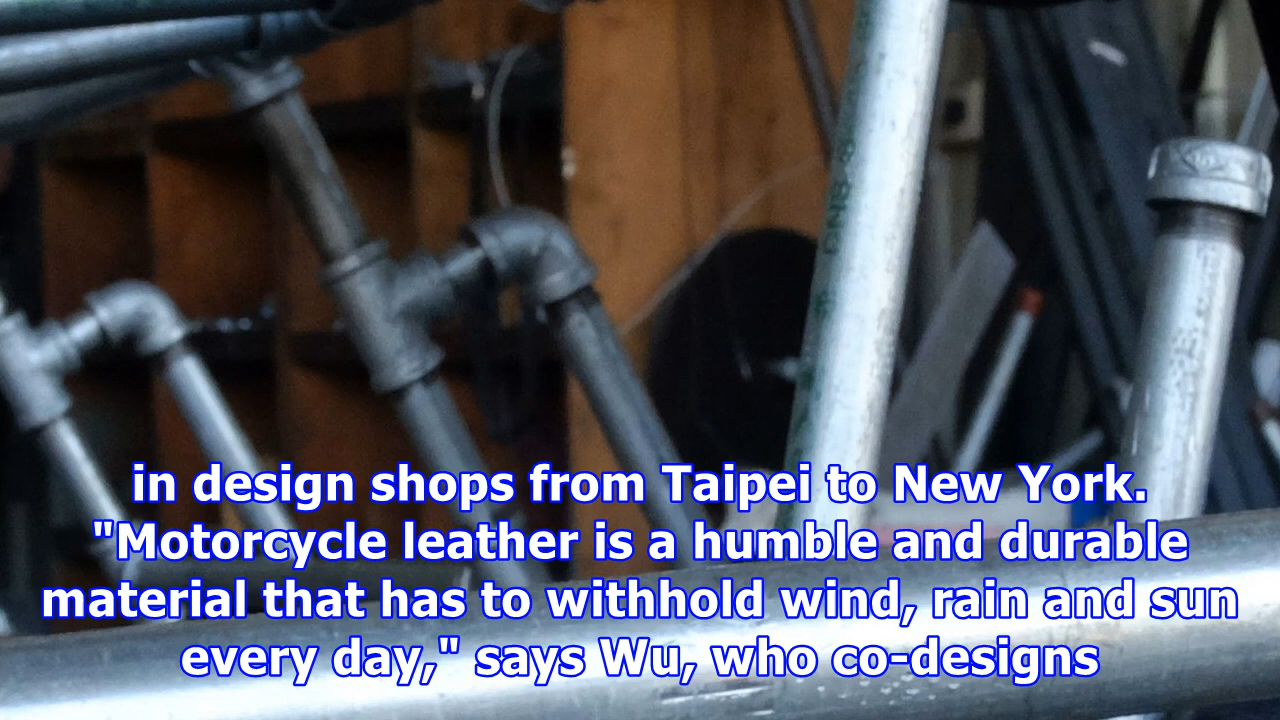 in design shops from Taipei to New York.
"Motorcycle leather is a humble and durable
material that has to withhold wind, rain and sun
every day," says Wu, who co-designs